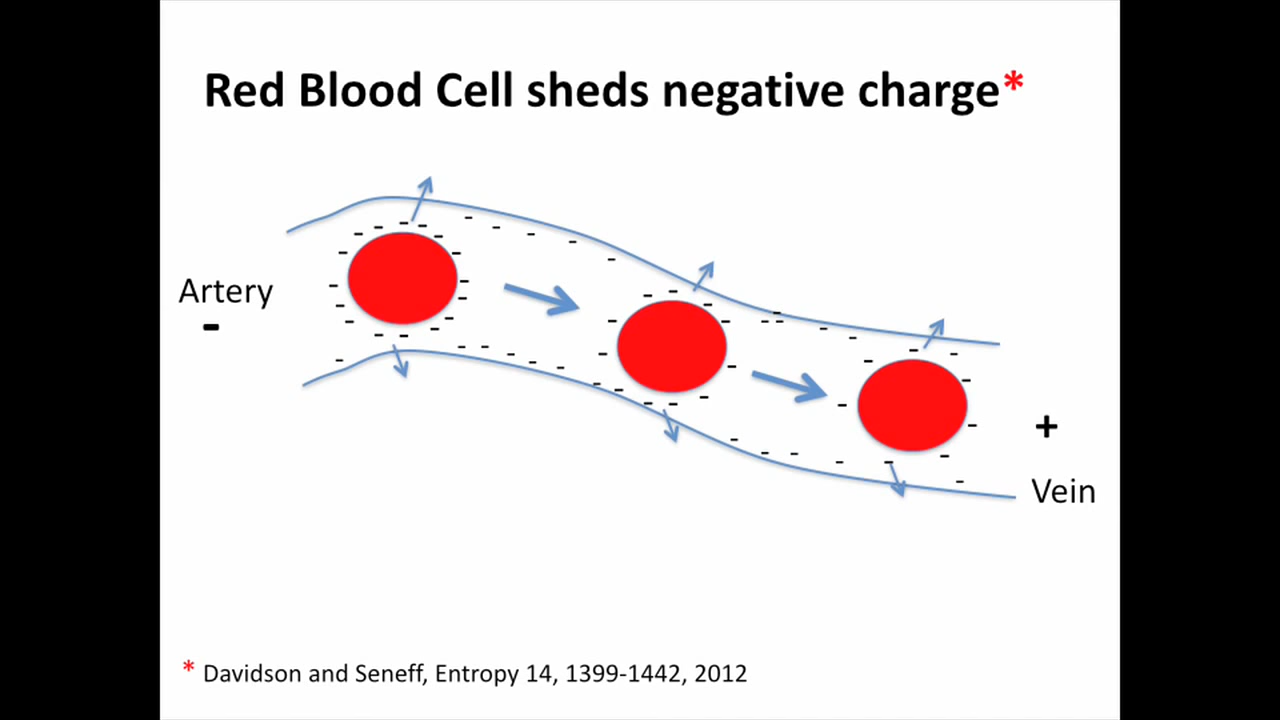 Red Blood Cell sheds negative charge*
Artery
-
+
Vein
* Davidson and Seneff, Entropy 14, 1399-1442, 2012